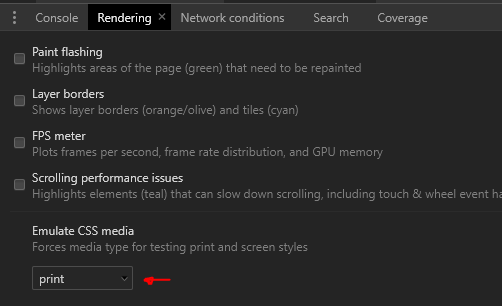 Console Rendering × Network conditions Search Coverage
Paint flashing
Highlights areas of the page (green) that need to be repainted
Layer borders
Shows layer borders (orange/olive) and tiles (cyan)
FPS meter
Plots frames per second, frame rate distribution, and GPU memory
Scrolling performance issues
Highlights elements (teal) that can slow down scrolling, including touch & wheel event ha
Emulate CSS media
Forces media type for testing print and screen styles
print